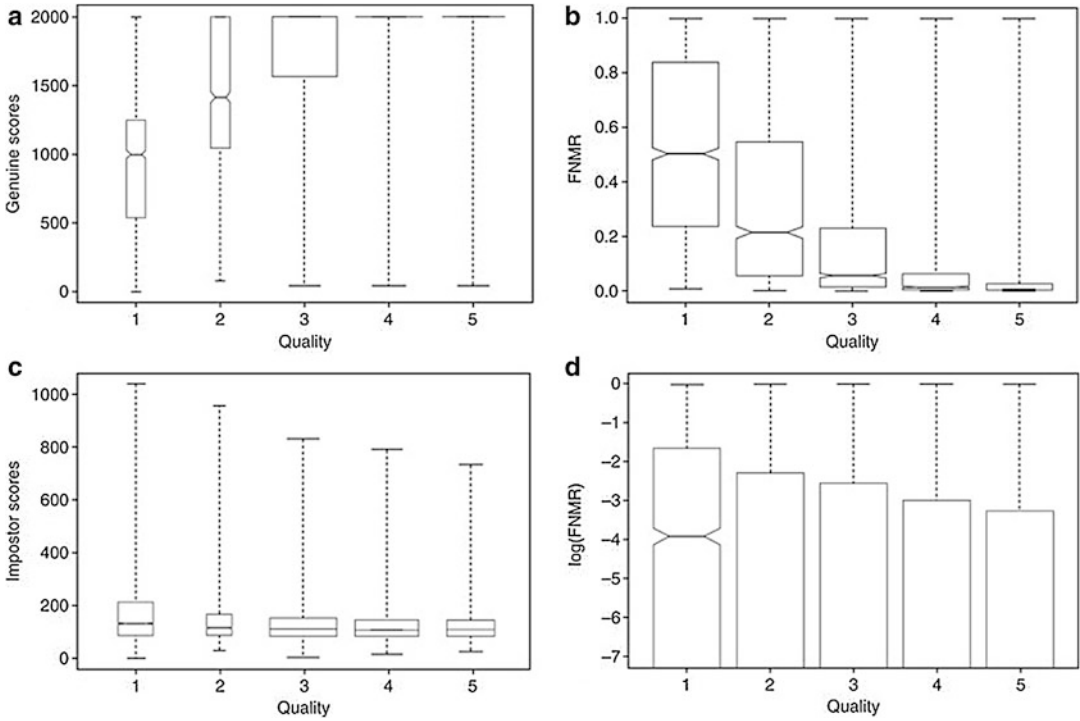 a
2000
1500
1000
500
0
Genuine scores
1 2 3 4 5
Quality
b
1.0
0.8
0.6
0.4
0.2
0.0
FNMR
1 2 3 4 5
Quality
c
1000
800
600
400
200
0
Impostor scores
1 2 3 4 5
Quality
d
0
−1
−2
−3
−4
−5
−6
−7
log(FNMR)
1 2 3 4 5
Quality